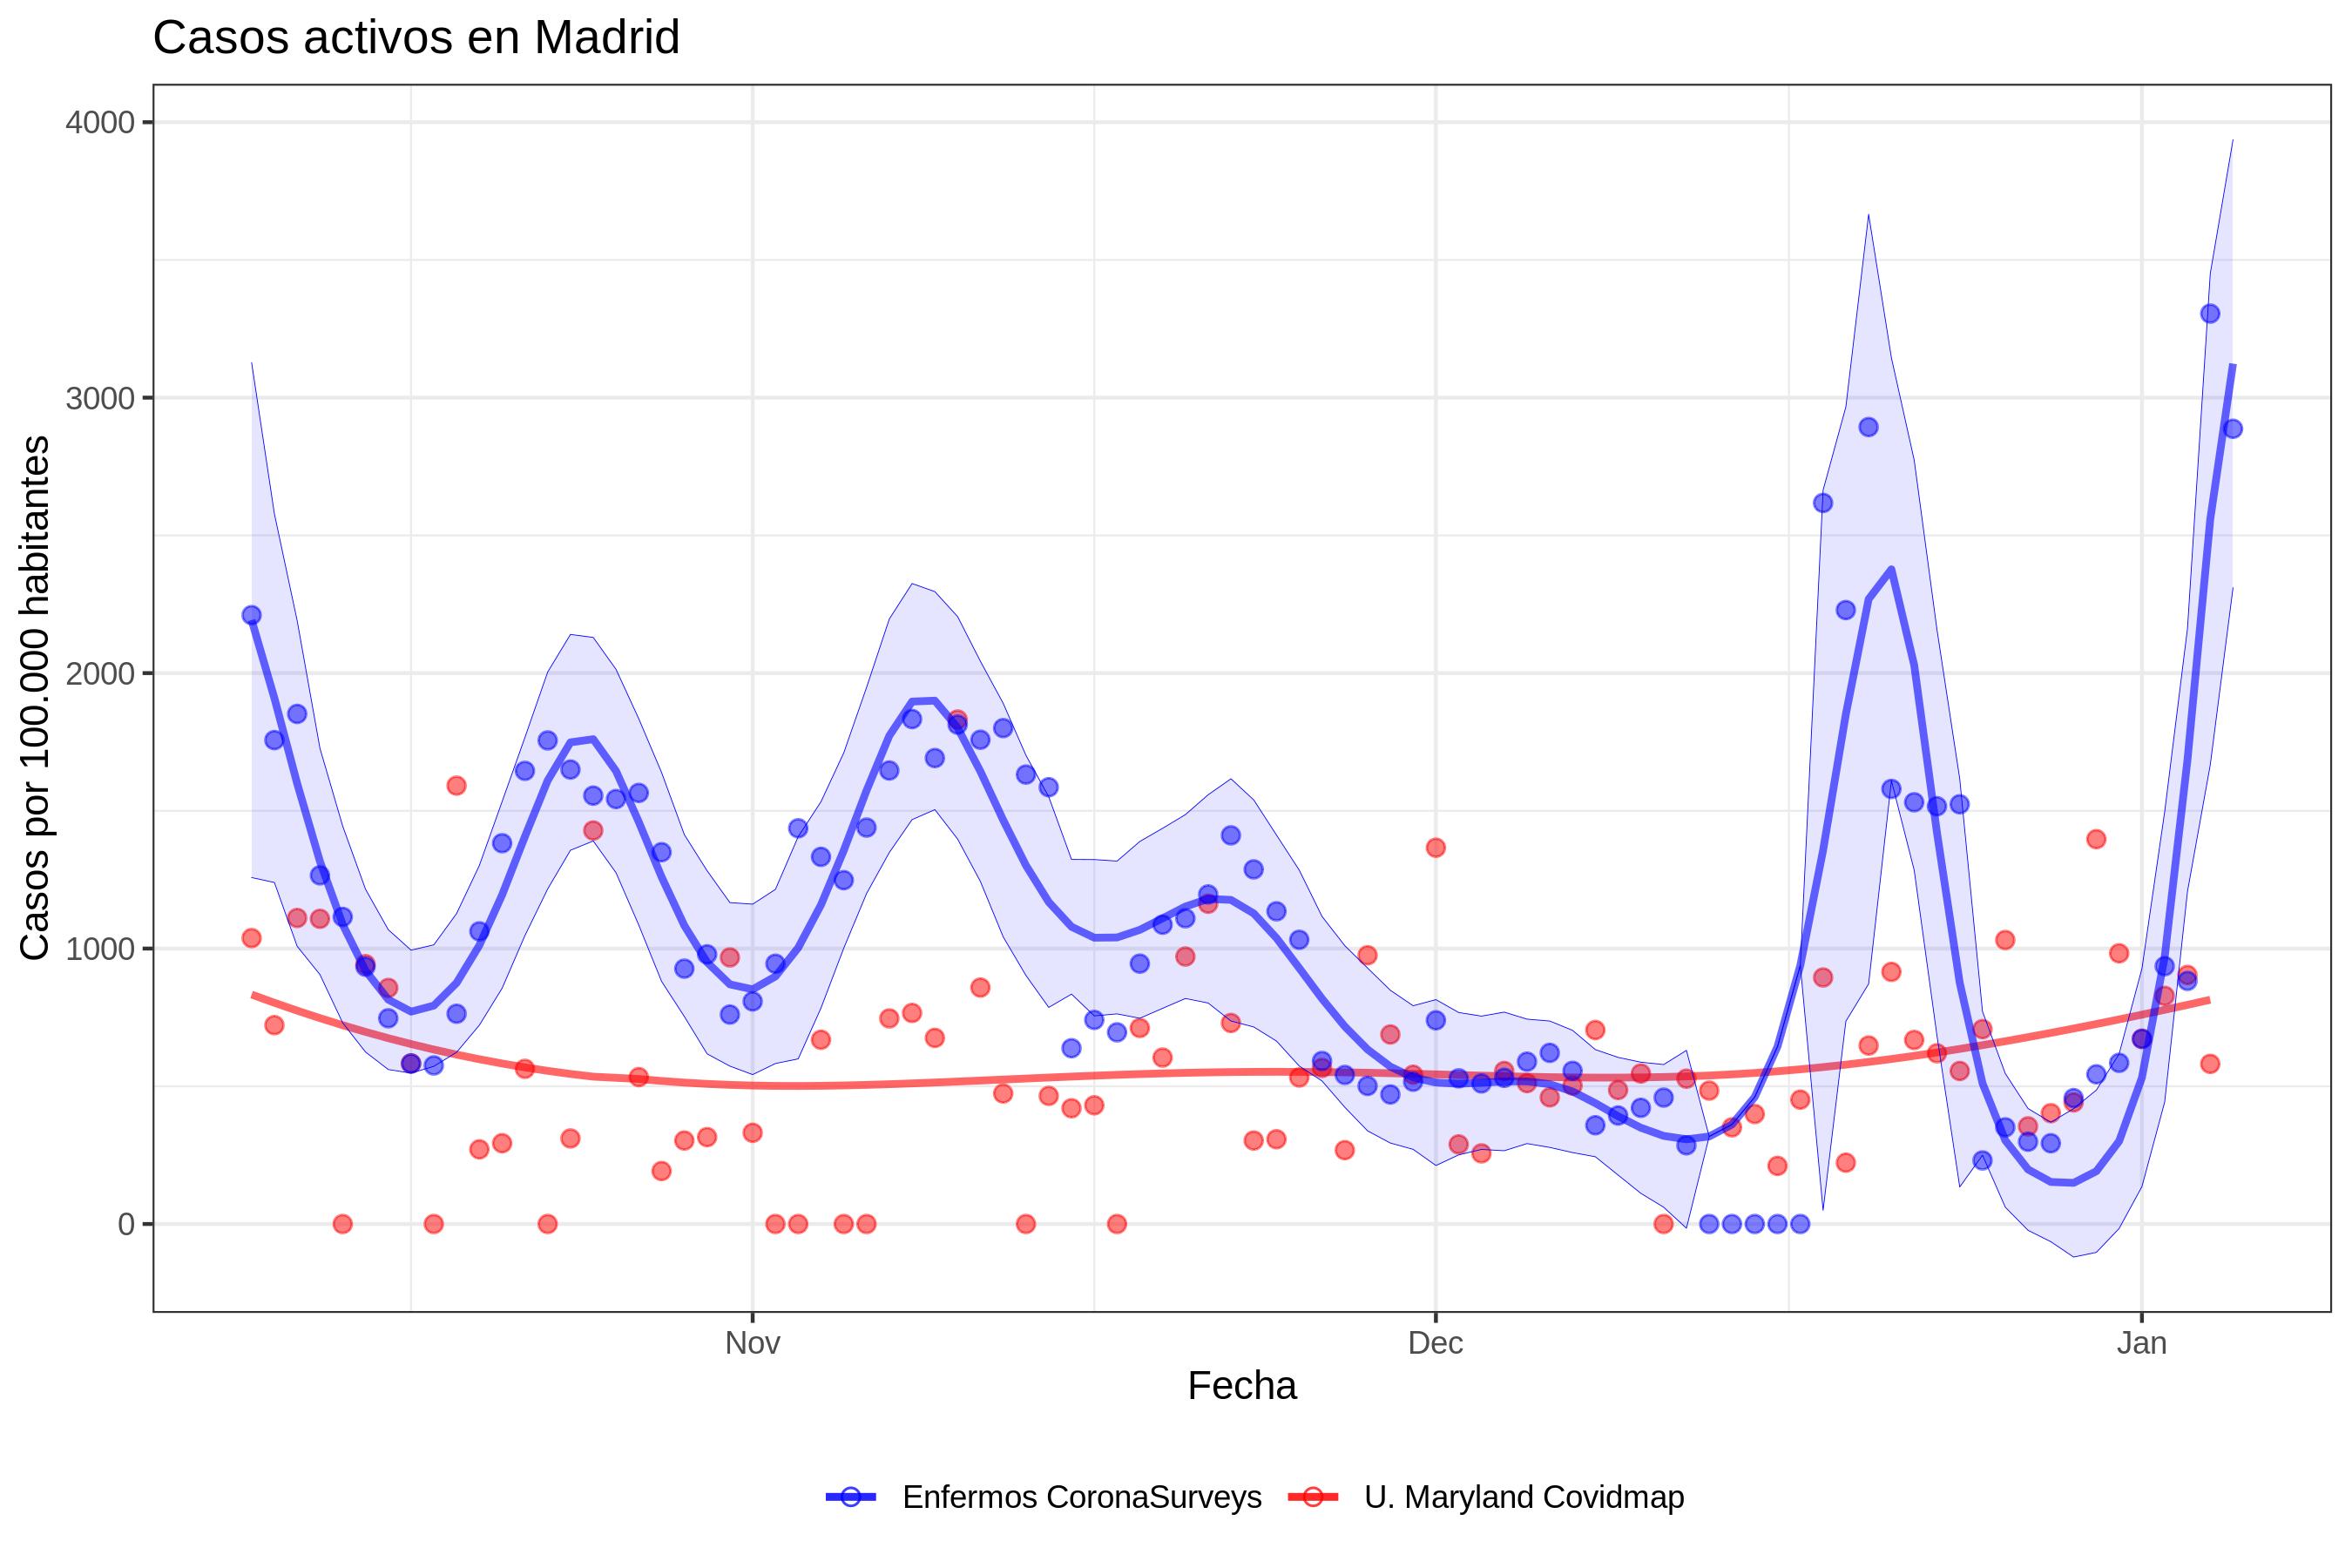 Casos activos en Madrid
Casos por 100.000 habitantes
4000
3000
2000
1000
0
Nov
Dec
Jan
Fecha
Enfermos CoronaSurveys
U. Maryland Covidmap